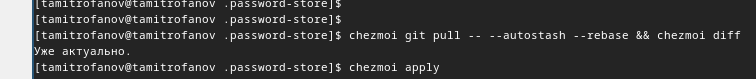 [tamitrofanov@tamitrofanov .password-store]$
[tamitrofanov@tamitrofanov .password-store]$
[tamitrofanov@tamitrofanov .password-store]$ chezmoi git pull -- --autostash --rebase && chezmoi diff
Уже актуально.
[tamitrofanov@tamitrofanov .password-store]$ chezmoi apply